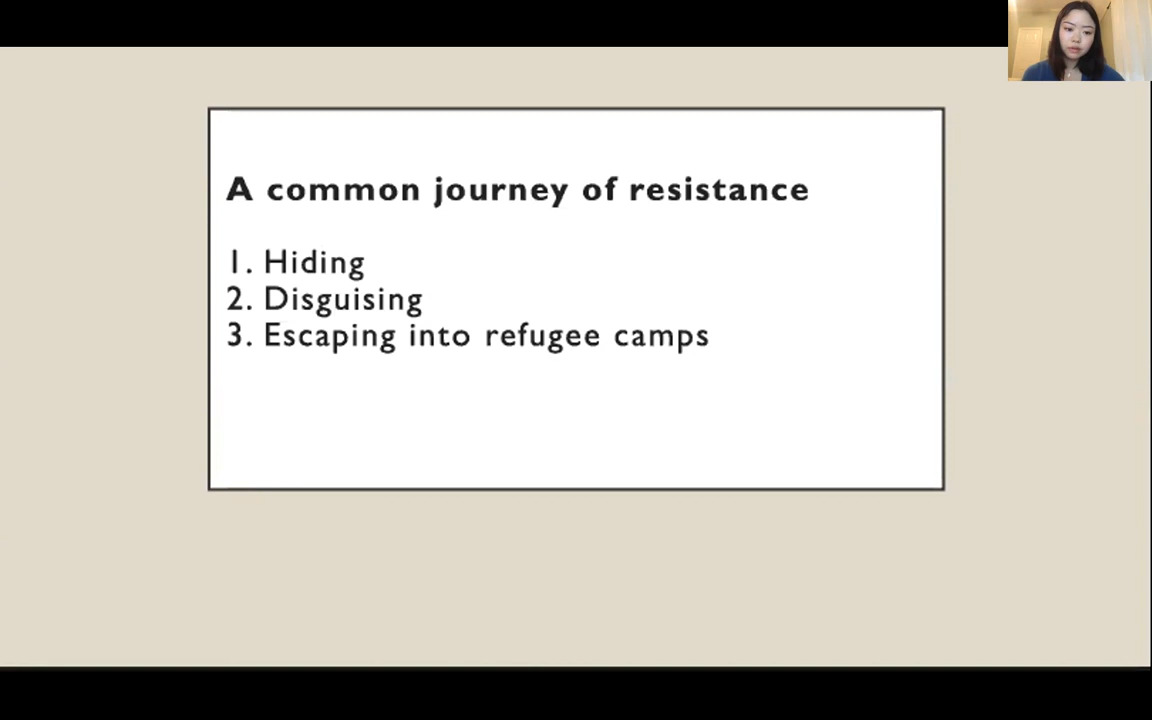 A common journey of resistance
1. Hiding
2. Disguising
3. Escaping into refugee camps